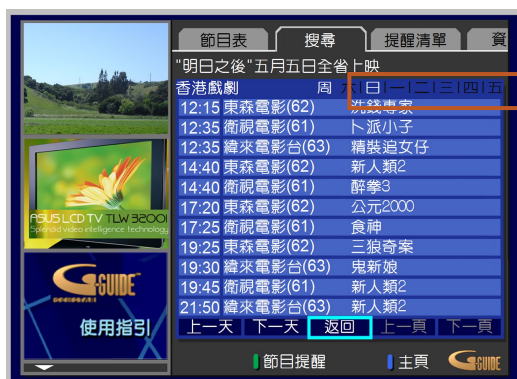 節目表 搜尋 提醒清單 資
"明日之後"五月五日全省上映
香港戲劇 周 六|日|一|二|三|四|五
12:15 東森電影(62) 洗錢專家
12:35 衛視電影(61) 卜派小子
12:35 緯來電影台(63) 精裝追女仔
14:40 東森電影(62) 新人類2
14:40 衛視電影(61) 醉拳3
17:20 東森電影(62) 公元2000
17:25 衛視電影(61) 食神
19:25 東森電影(62) 三狼奇案
19:30 緯來電影台(63) 鬼新娘
19:45 衛視電影(61) 新人類2
21:50 緯來電影台(63) 新人類2
上一天 下一天 返回 上一頁 下一頁
節目提醒 主頁 G-GUIDE
ASUS LCD TV TLW 32001
Splendid video intelligence technology
G-GUIDE
GEMSTAR
使用指引